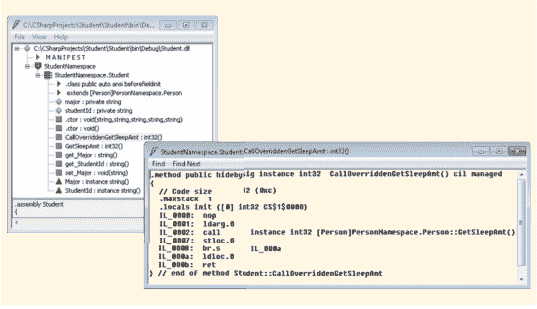 C:\CSharpProjects\Student\Student\bin\De...
File View Help
C:\CSharpProjects\Student\Student\bin\Debug\Student.dll
MANIFEST
StudentNamespace
StudentNamespace.Student
.class public auto ansi beforefieldinit
extends [Person]PersonNamespace.Person
major : private string
studentId : private string
.ctor : void(string,string,string,string,string)
.ctor : void()
CallOverriddenGetSleepAmt : int32()
GetSleepAmt : int32()
get_Major : string()
get_StudentId : string()
set_Major : void(string)
Major : instance string()
StudentId : instance string()
.assembly Student
{
StudentNamespace.Student:CallOverriddenGetSleepAmt : int32()
Find Find Next
.method public hidebysig instance int32 CallOverriddenGetSleepAmt() cil managed
{
// Code size 2 (0xc)
.maxstack 1
.locals init ([0] int32 CS$1$0000)
IL_0000: nop
IL_0001: ldarg.0
IL_0002: call instance int32 [Person]PersonNamespace.Person::GetSleepAmt()
IL_0007: stloc.0
IL_0008: br.s IL_000a
IL_000a: ldloc.0
IL_000b: ret
} // end of method Student::CallOverriddenGetSleepAmt